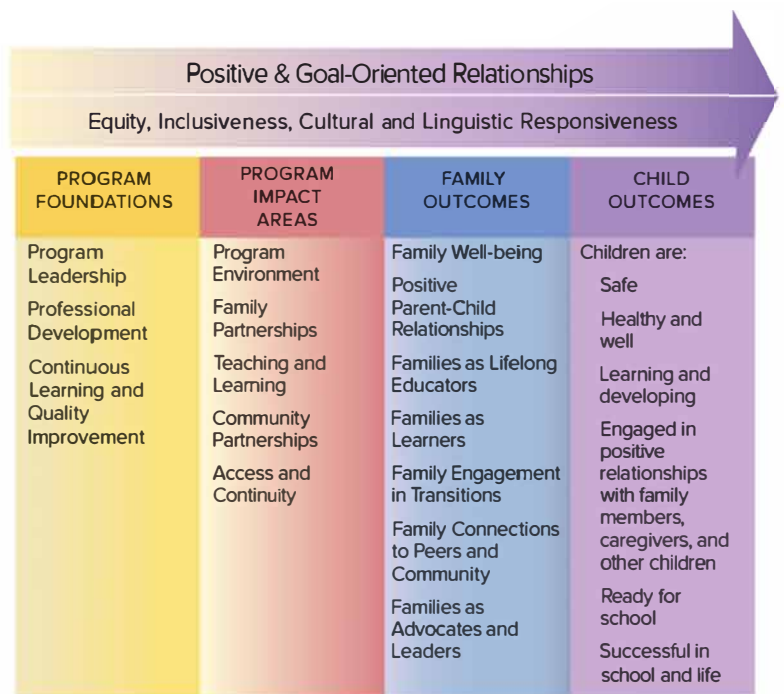 Positive & Goal-Oriented Relationships
Equity, Inclusiveness, Cultural and Linguistic Responsiveness
PROGRAM
FOUNDATIONS
Program
Leadership
Professional
Development
Continuous
Learning and
Quality
Improvement
PROGRAM
IMPACT
AREAS
Program
Environment
Family
Partnerships
Teaching and
Learning
Community
Partnerships
Access and
Continuity
FAMILY
OUTCOMES
Family Well-being
Positive
Parent-Child
Relationships
Families as Lifelong
Educators
Families as
Learners
Family Engagement
in Transitions
Family Connections
to Peers and
Community
Families as
Advocates and
Leaders
CHILD
OUTCOMES
Children are:
Safe
Healthy and
well
Learning and
developing
Engaged in
positive
relationships
with family
members,
caregivers, and
other children
Ready for
school
Successful in
school and life